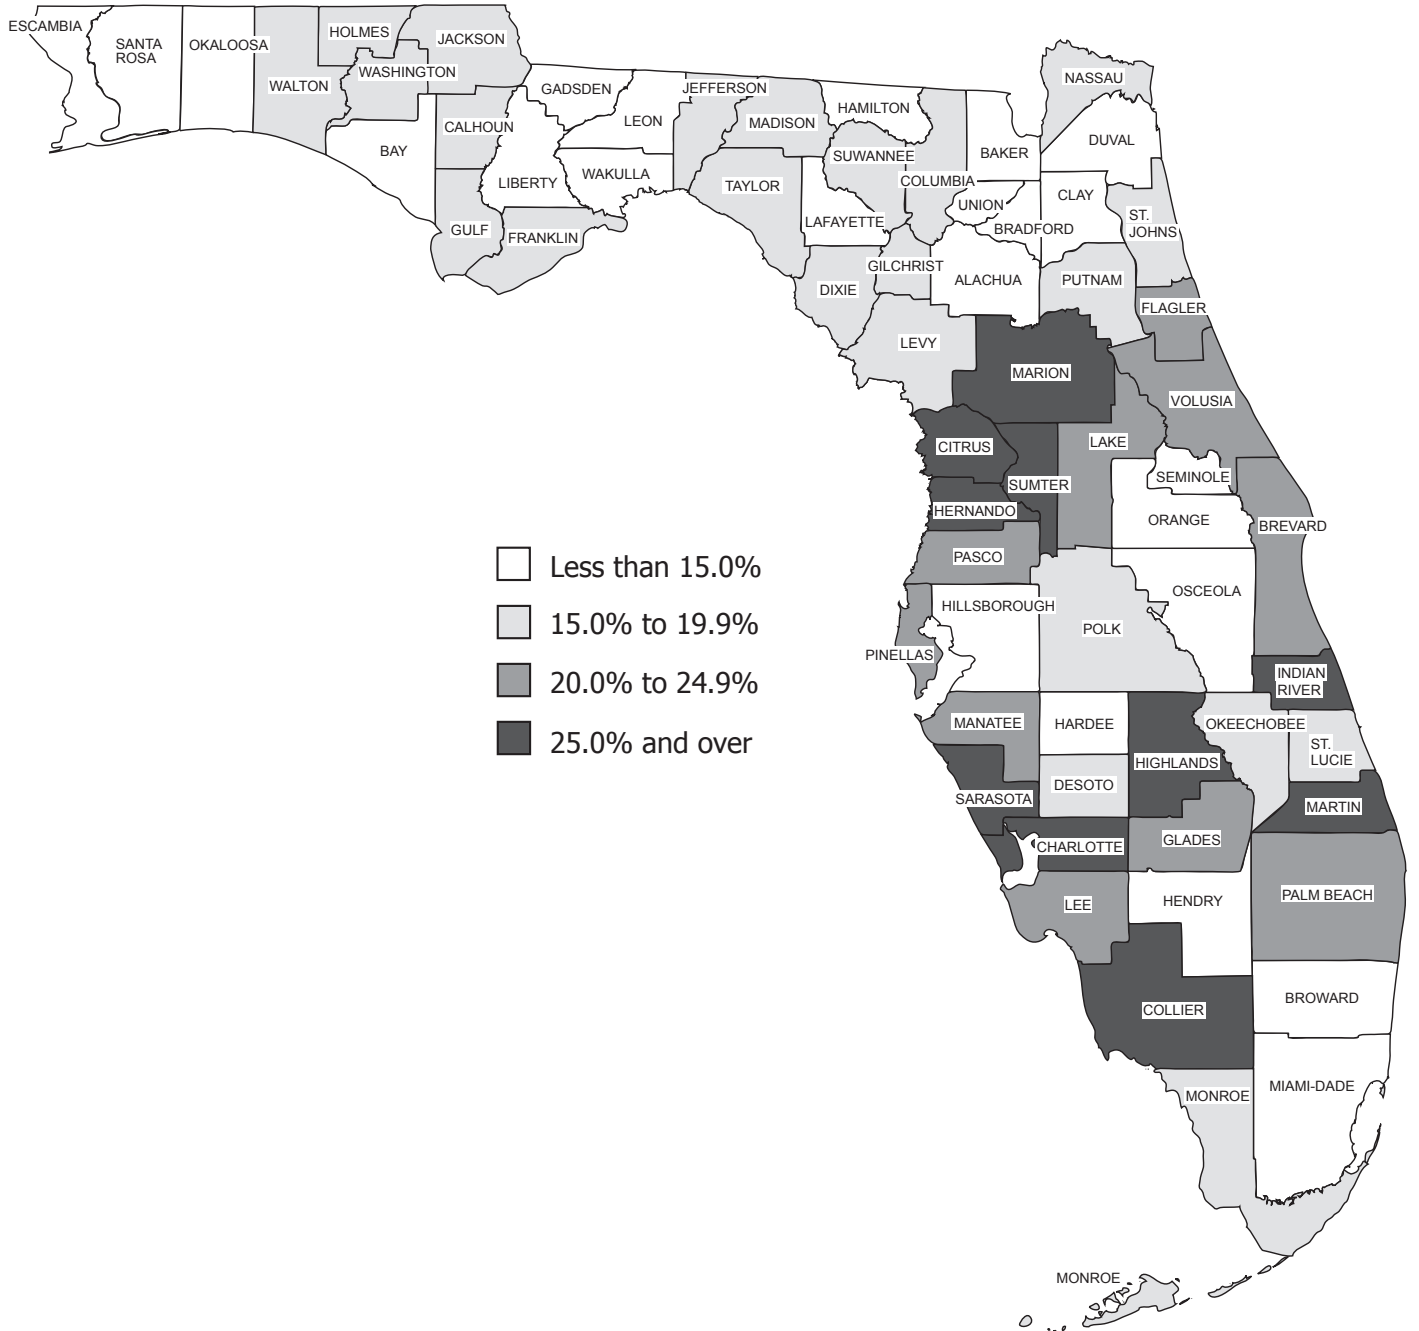 ESCAMBIA
SANTA
ROSA
OKALOOSA
HOLMES
JACKSON
WASHINGTON
WALTON
GADSDEN
JEFFERSON
HAMILTON
NASSAU
LEON
MADISON
CALHOUN
DUVAL
BAY
SUWANNEE
BAKER
LIBERTY
WAKULLA
TAYLOR
COLUMBIA
CLAY
UNION
LAFAYETTE
ST.
JOHNS
GULF
FRANKLIN
BRADFORD
GILCHRIST
ALACHUA
PUTNAM
DIXIE
FLAGLER
LEVY
MARION
VOLUSIA
CITRUS
LAKE
SUMTER
SEMINOLE
HERNANDO
ORANGE
BREVARD
PASCO
Less than 15.0%
15.0% to 19.9%
20.0% to 24.9%
25.0% and over
OSCEOLA
HILLSBOROUGH
POLK
PINELLAS
INDIAN
RIVER
MANATEE
HARDEE
OKEECHOBEE
ST.
LUCIE
HIGHLANDS
DESOTO
SARASOTA
MARTIN
CHARLOTTE
GLADES
LEE
HENDRY
PALM BEACH
COLLIER
BROWARD
MONROE
MIAMI-DADE
MONROE